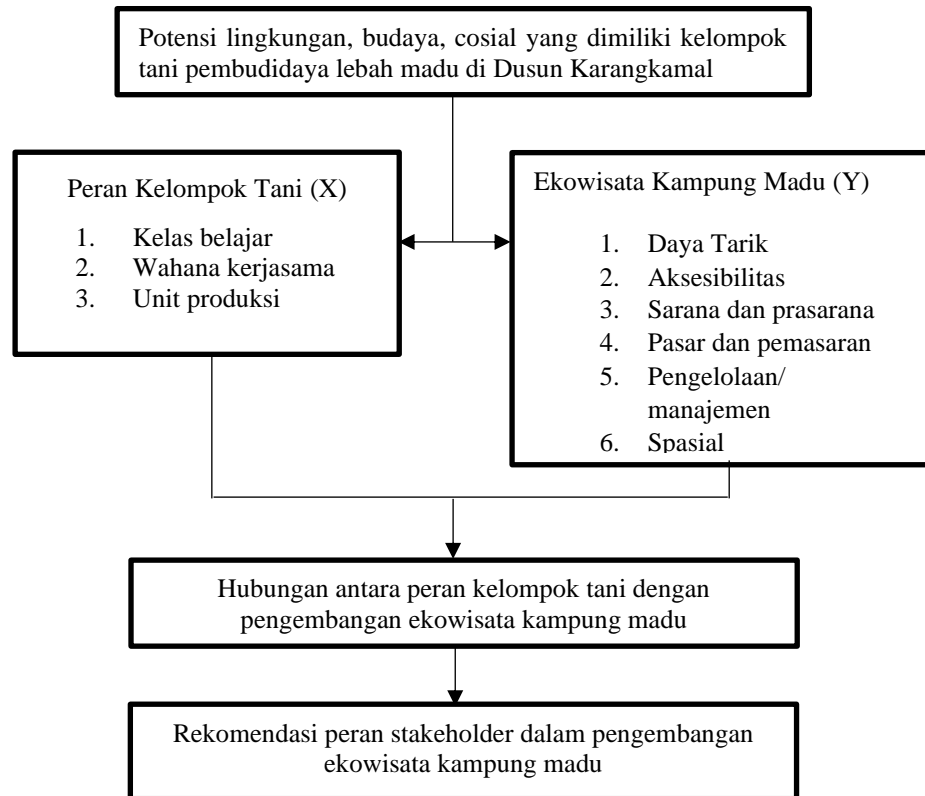 Potensi lingkungan, budaya, cosial yang dimiliki kelompok
tani pembudidaya lebah madu di Dusun Karangkamal
Peran Kelompok Tani (X)
1. Kelas belajar
2. Wahana kerjasama
3. Unit produksi
Ekowisata Kampung Madu (Y)
1. Daya Tarik
2. Aksesibilitas
3. Sarana dan prasarana
4. Pasar dan pemasaran
5. Pengelolaan/
manajemen
6. Spasial
Hubungan antara peran kelompok tani dengan
pengembangan ekowisata kampung madu
Rekomendasi peran stakeholder dalam pengembangan
ekowisata kampung madu